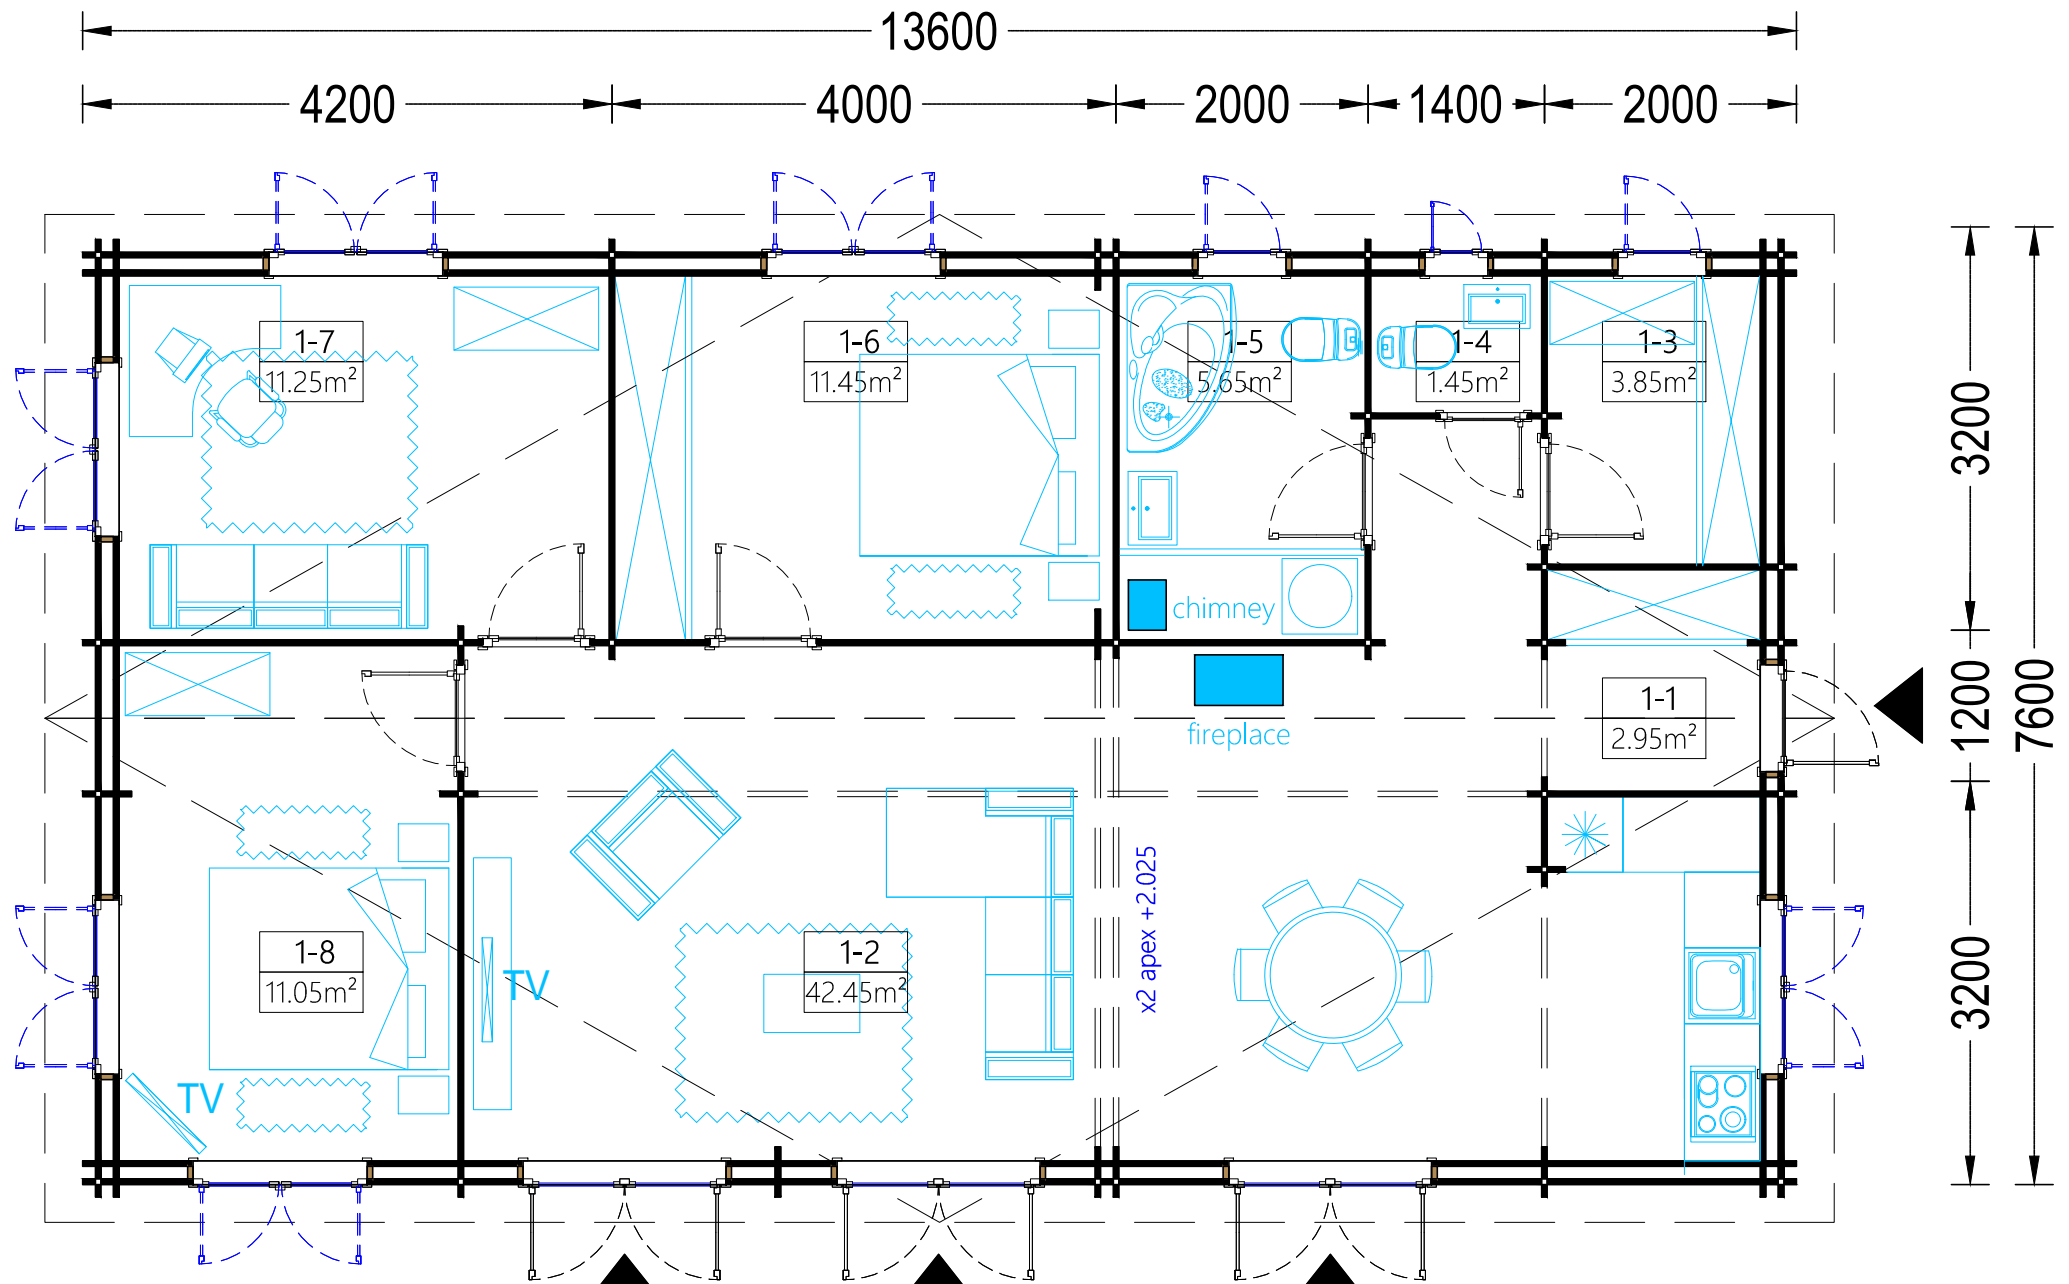 13600
4200
4000
2000
1400
2000
1-7
11.25m²
1-6
11.45m²
1-5
5.65m²
1-4
1.45m²
1-3
3.85m²
3200
chimney
1-1
2.95m²
1200
7600
fireplace
x2 apex +2.025
1-8
11.05m²
TV
1-2
42.45m²
TV
3200